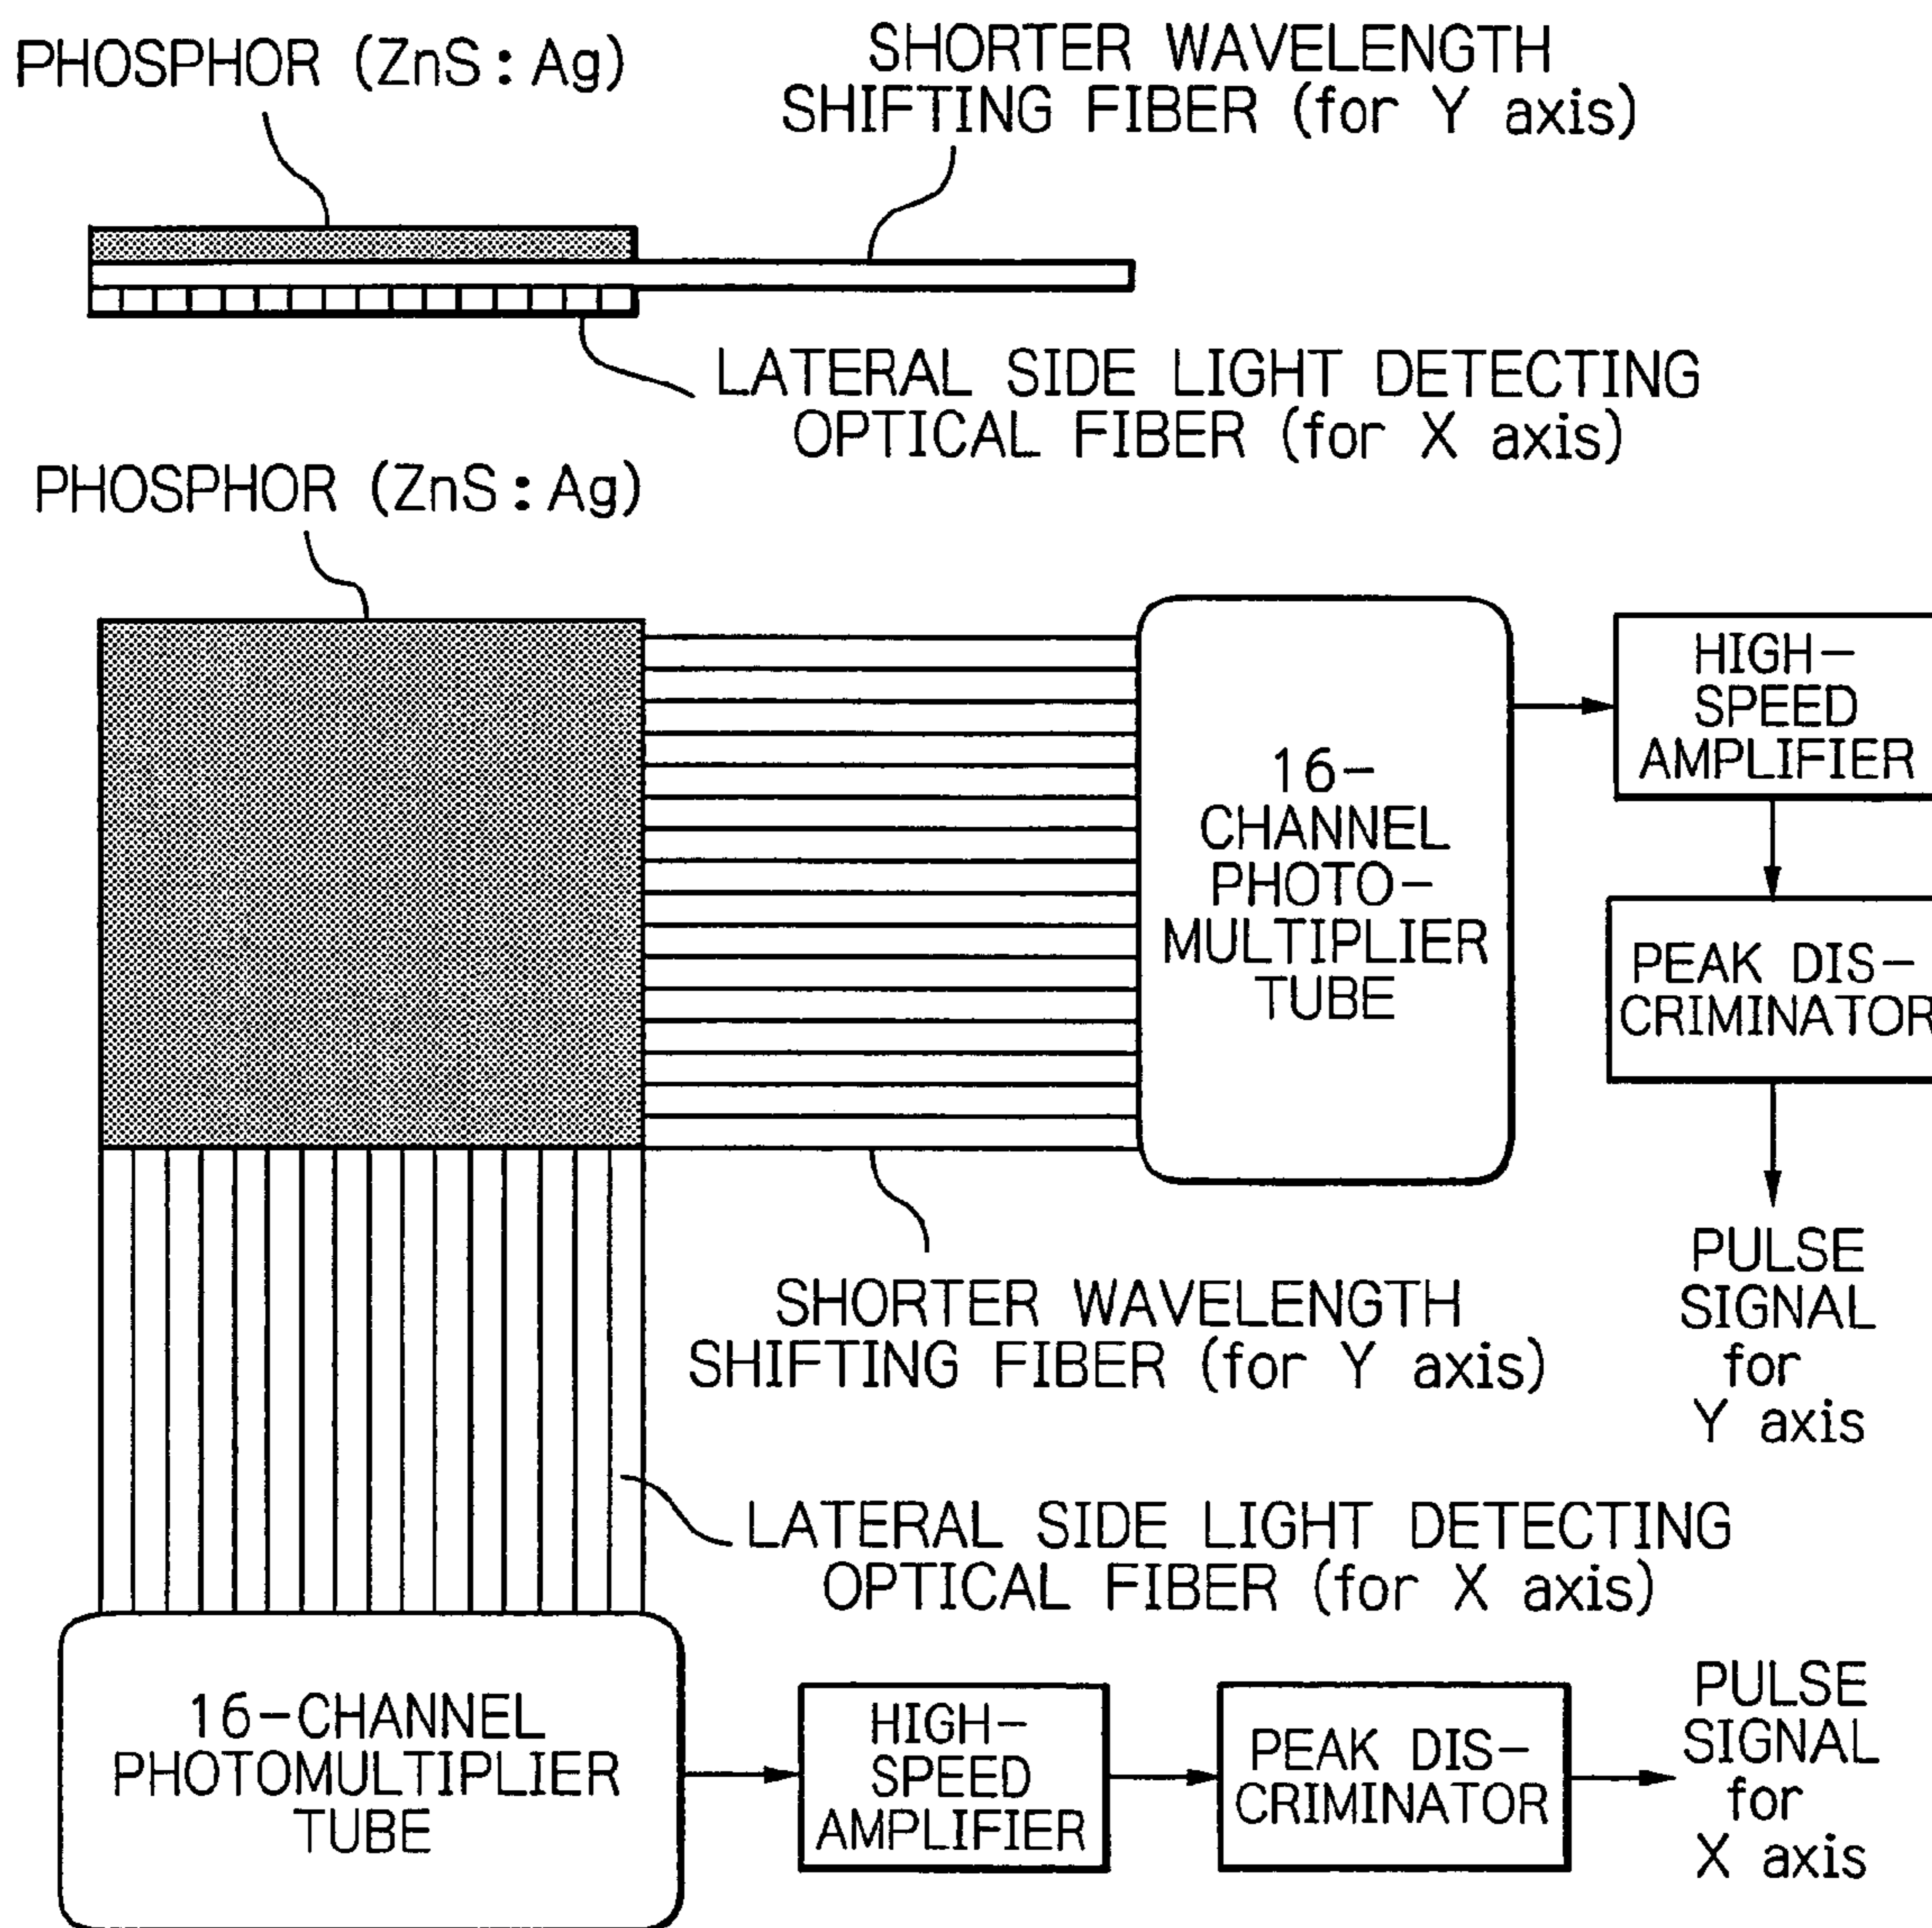 PHOSPHOR (ZnS:Ag)
SHORTER WAVELENGTH
SHIFTING FIBER (for Y axis)
LATERAL SIDE LIGHT DETECTING
OPTICAL FIBER (for X axis)
PHOSPHOR (ZnS:Ag)
16-
CHANNEL
PHOTO-
MULTIPLIER
TUBE
HIGH-
SPEED
AMPLIFIER
PEAK DIS-
CRIMINATOR
PULSE
SIGNAL
for
Y axis
SHORTER WAVELENGTH
SHIFTING FIBER (for Y axis)
LATERAL SIDE LIGHT DETECTING
OPTICAL FIBER (for X axis)
16-CHANNEL
PHOTOMULTIPLIER
TUBE
HIGH-
SPEED
AMPLIFIER
PEAK DIS-
CRIMINATOR
PULSE
SIGNAL
for
X axis